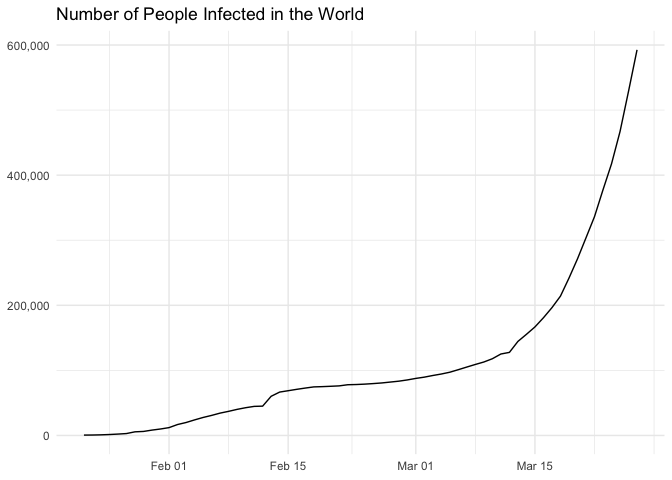 Number of People Infected in the World
600,000
400,000
200,000
0
Feb 01 Feb 15 Mar 01 Mar 15